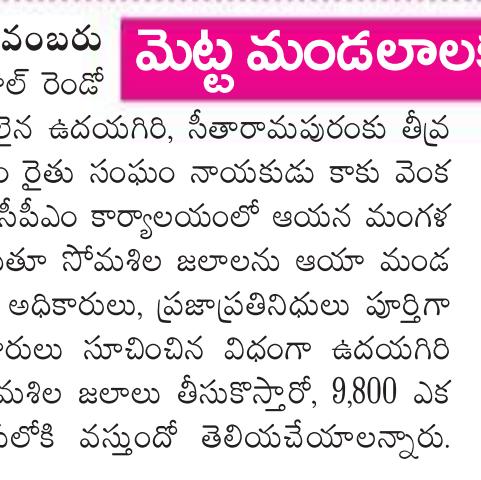 మెట్ట మండలాలక
వంబరు
ాల్ రెండో
లైన ఉదయగిరి, సీతారామపురంకు తీవ్ర
ం రైతు సంఘం నాయకుడు కాకు వెంక
సీపీఎం కార్యాలయంలో ఆయన మంగళ
తూ సోమశిల జలాలను ఆయా మండ
అధికారులు, ప్రజాప్రతినిధులు పూర్తిగా
ారులు సూచించిన విధంగా ఉదయగిరి
మశిల జలాలు తీసుకొస్తారో, 9,800 ఎక
లోకి వస్తుందో తెలియచేయాలన్నారు.